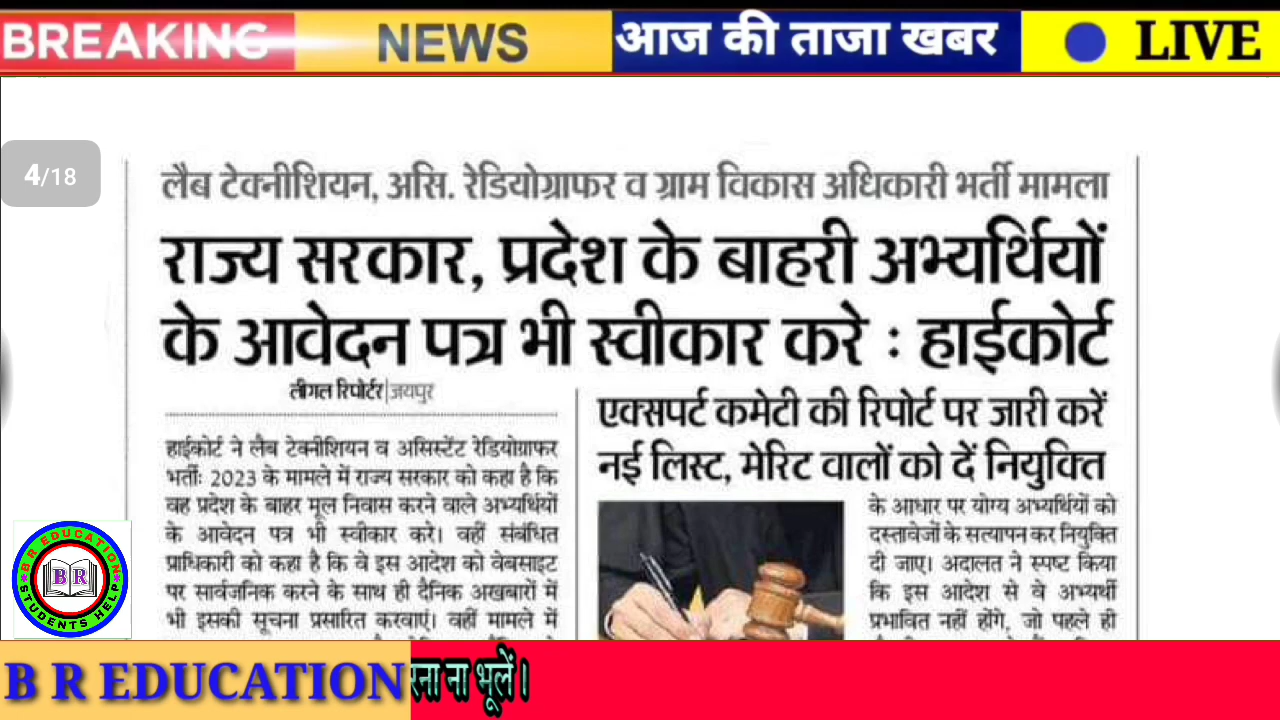 BREAKING NEWS आज की ताजा खबर LIVE
4/18
लैब टेक्नीशियन, असि. रेडियोग्राफर व ग्राम विकास अधिकारी भर्ती मामला
राज्य सरकार, प्रदेश के बाहरी अभ्यर्थियों
के आवेदन पत्र भी स्वीकार करे : हाईकोर्ट
लीगल रिपोर्टर|जयपुर
हाईकोर्ट ने लैब टेक्नीशियन व असिस्टेंट रेडियोग्राफर
भर्तीः 2023 के मामले में राज्य सरकार को कहा है कि
वह प्रदेश के बाहर मूल निवास करने वाले अभ्यर्थियों
के आवेदन पत्र भी स्वीकार करे। वहीं संबंधित
प्राधिकारी को कहा है कि वे इस आदेश को वेबसाइट
पर सार्वजनिक करने के साथ ही दैनिक अखबारों में
भी इसकी सूचना प्रसारित करवाएं। वहीं मामले में
एक्सपर्ट कमेटी की रिपोर्ट पर जारी करें
नई लिस्ट, मेरिट वालों को दें नियुक्ति
के आधार पर योग्य अभ्यर्थियों को
दस्तावेजों के सत्यापन कर नियुक्ति
दी जाए। अदालत ने स्पष्ट किया
कि इस आदेश से वे अभ्यर्थी
प्रभावित नहीं होंगे, जो पहले ही
B R EDUCATION
B R
STUDENTS HELP
B R EDUCATION
ना ना भूलें।